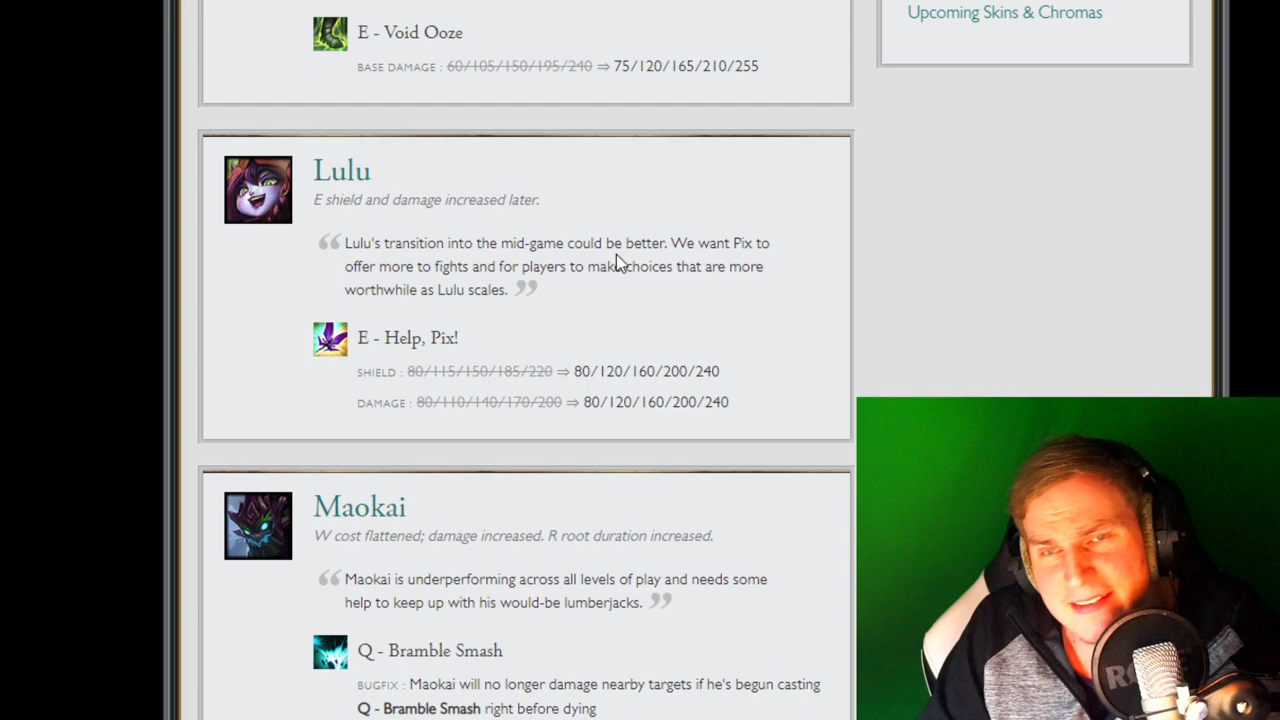 Upcoming Skins & Chromas
E - Void Ooze
BASE DAMAGE : 60/105/150/195/240 ⇒ 75/120/165/210/255
Lulu
E shield and damage increased later.
“ Lulu's transition into the mid-game could be better. We want Pix to
offer more to fights and for players to make choices that are more
worthwhile as Lulu scales. ”
E - Help, Pix!
SHIELD : 80/115/150/185/220 ⇒ 80/120/160/200/240
DAMAGE : 80/110/140/170/200 ⇒ 80/120/160/200/240
Maokai
W cost flattened; damage increased. R root duration increased.
“ Maokai is underperforming across all levels of play and needs some
help to keep up with his would-be lumberjacks. ”
Q - Bramble Smash
BUGFIX : Maokai will no longer damage nearby targets if he's begun casting
Q - Bramble Smash right before dying